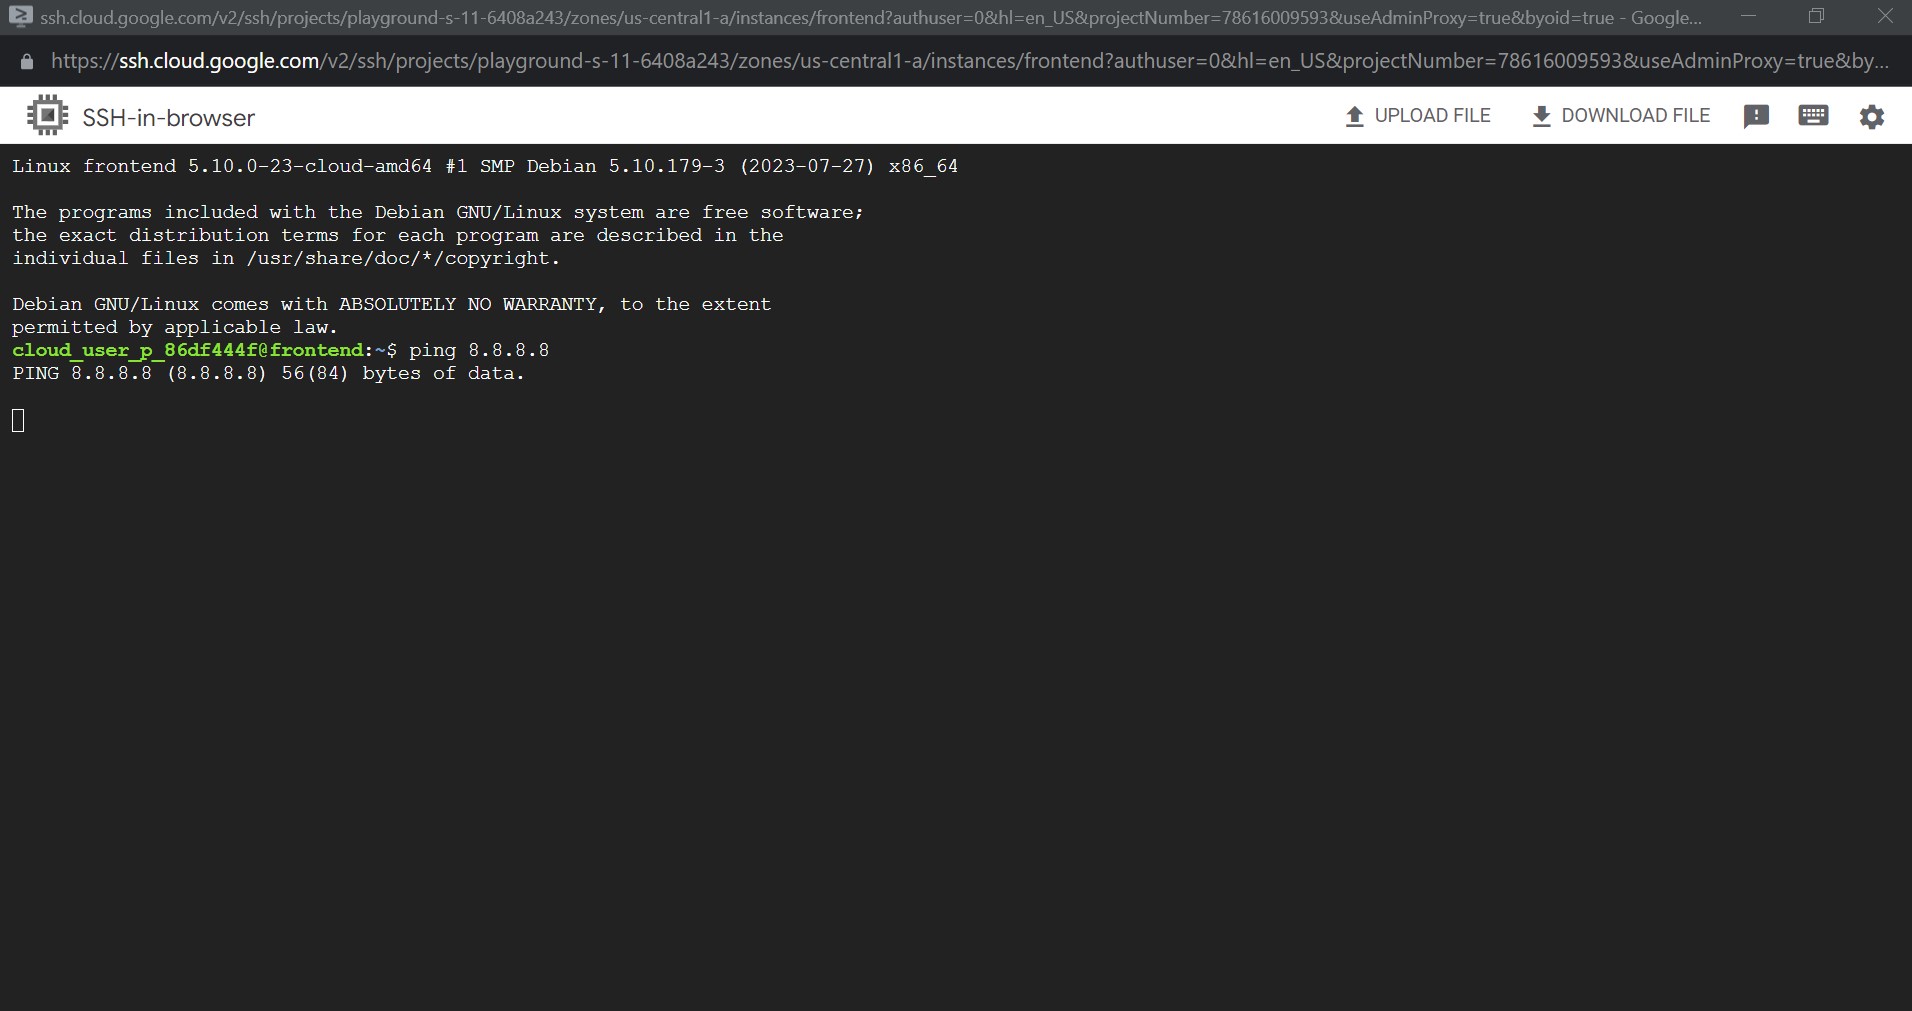 ssh.cloud.google.com/v2/ssh/projects/playground-s-11-6408a243/zones/us-central1-a/instances/frontend?authuser=0&hl=en_US&projectNumber=78616009593&useAdminProxy=true&byoid=true - Google...
https://ssh.cloud.google.com/v2/ssh/projects/playground-s-11-6408a243/zones/us-central1-a/instances/frontend?authuser=0&hl=en_US&projectNumber=78616009593&useAdminProxy=true&by...
SSH-in-browser UPLOAD FILE DOWNLOAD FILE
Linux frontend 5.10.0-23-cloud-amd64 #1 SMP Debian 5.10.179-3 (2023-07-27) x86_64
The programs included with the Debian GNU/Linux system are free software;
the exact distribution terms for each program are described in the
individual files in /usr/share/doc/*/copyright.
Debian GNU/Linux comes with ABSOLUTELY NO WARRANTY, to the extent
permitted by applicable law.
cloud_user_p_86df444f@frontend:~$ ping 8.8.8.8
PING 8.8.8.8 (8.8.8.8) 56(84) bytes of data.